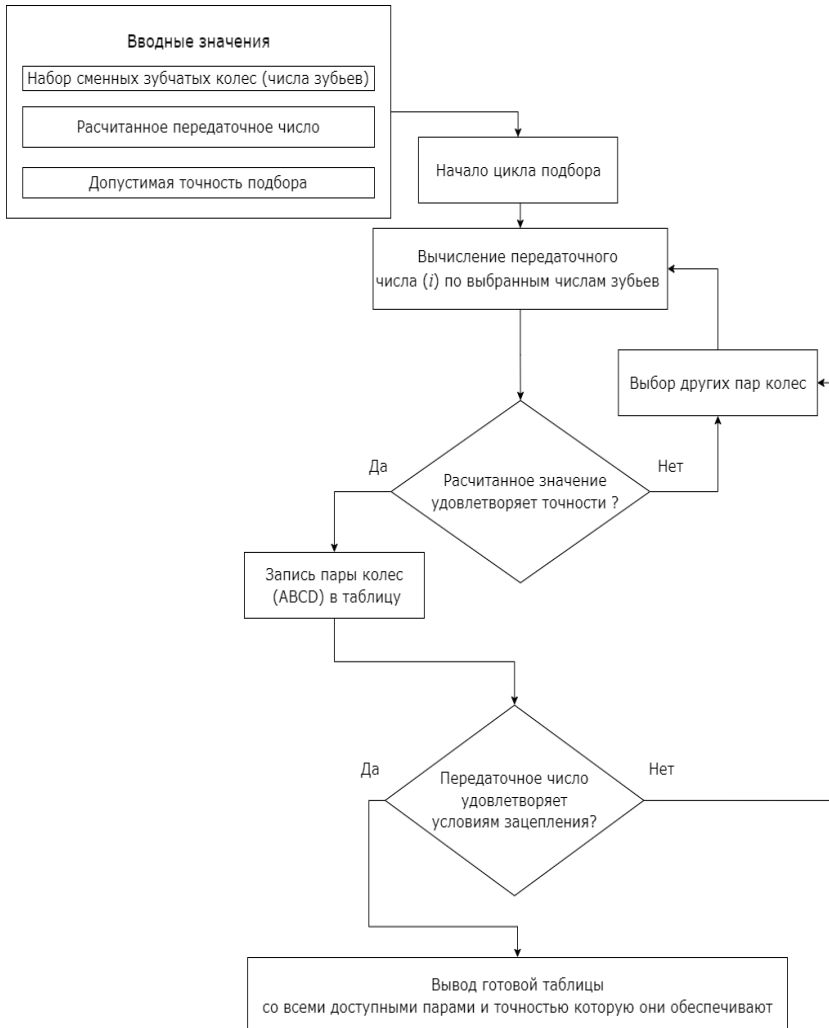 Вводные значения
Набор сменных зубчатых колес (числа зубьев)
Расчитанное передаточное число
Допустимая точность подбора
Начало цикла подбора
Вычисление передаточного
числа (i) по выбранным числам зубьев
Выбор других пар колес
Да
Нет
Расчитанное значение
удовлетворяет точности ?
Запись пары колес
(ABCD) в таблицу
Да
Нет
Передаточное число
удовлетворяет
условиям зацепления?
Вывод готовой таблицы
со всеми доступными парами и точностью которую они обеспечивают